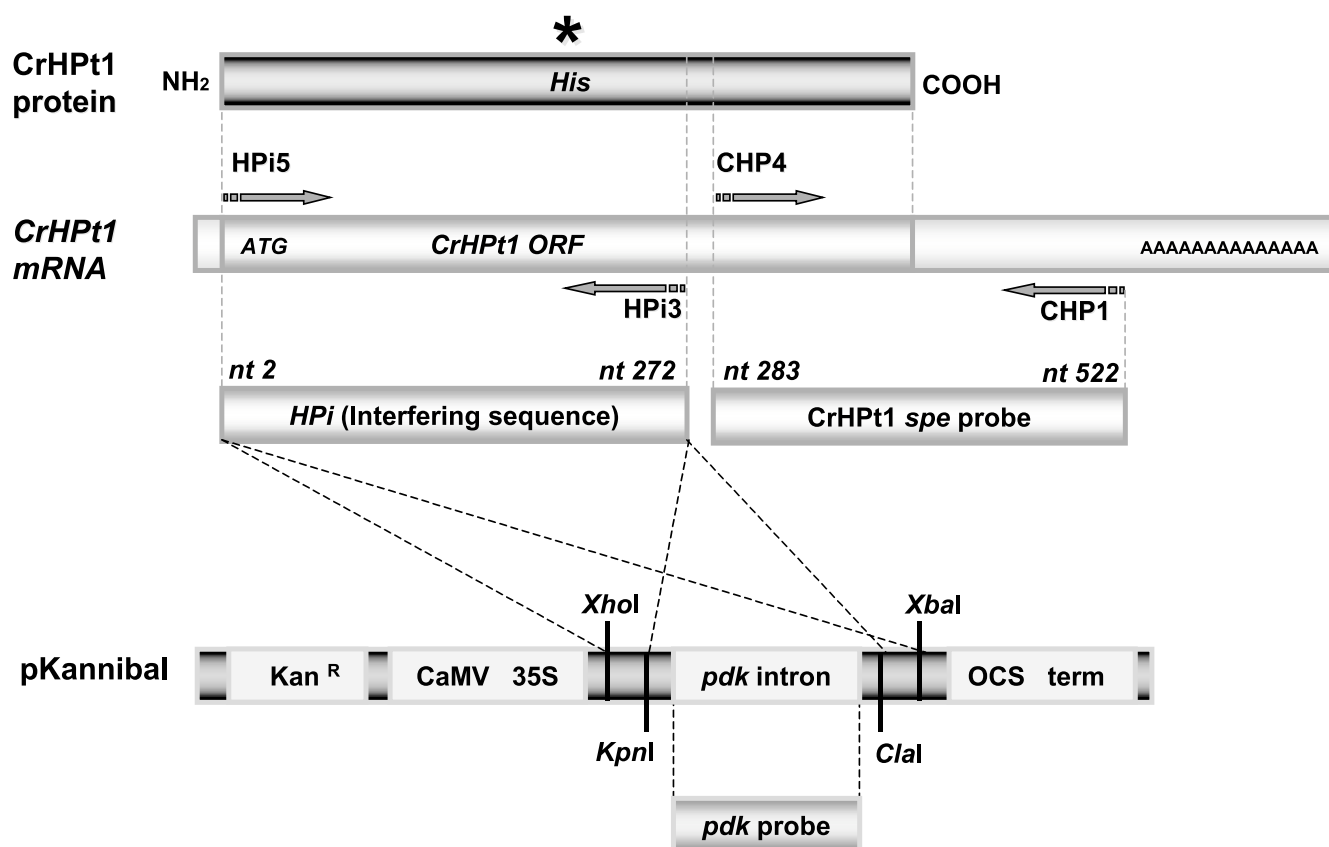 *
CrHPt1
protein
NH2
His
COOH
HPi5
CHP4
CrHPt1
mRNA
ATG
CrHPt1 ORF
AAAAAAAAAAAAAA
HPi3
CHP1
nt 2
nt 272
nt 283
nt 522
HPi (Interfering sequence)
CrHPt1 spe probe
XhoI
XbaI
pKannibal
Kan R
CaMV 35S
pdk intron
OCS term
KpnI
ClaI
pdk probe